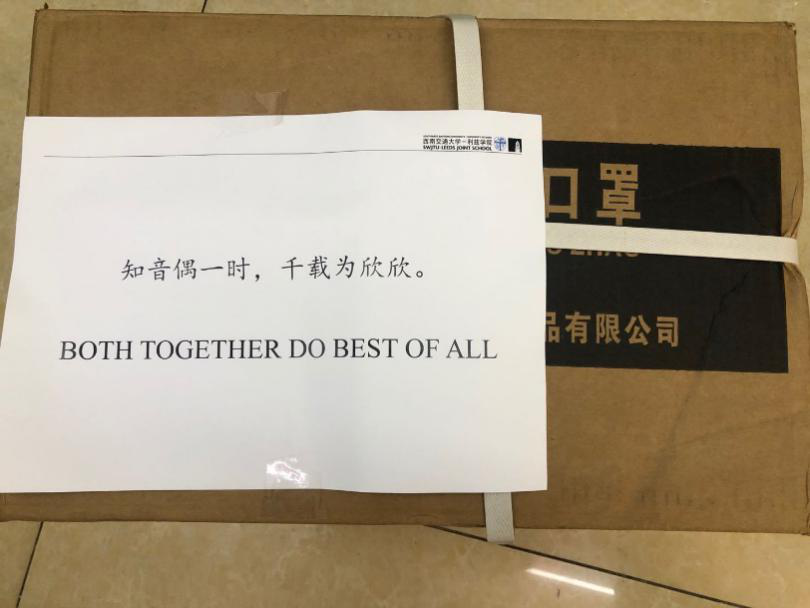 西南交通大学-利兹学院
SWJTU-LEEDS JOINT SCHOOL
知音偶一时，千载为欣欣。
BOTH TOGETHER DO BEST OF ALL
口罩
ZHAO
品有限公司